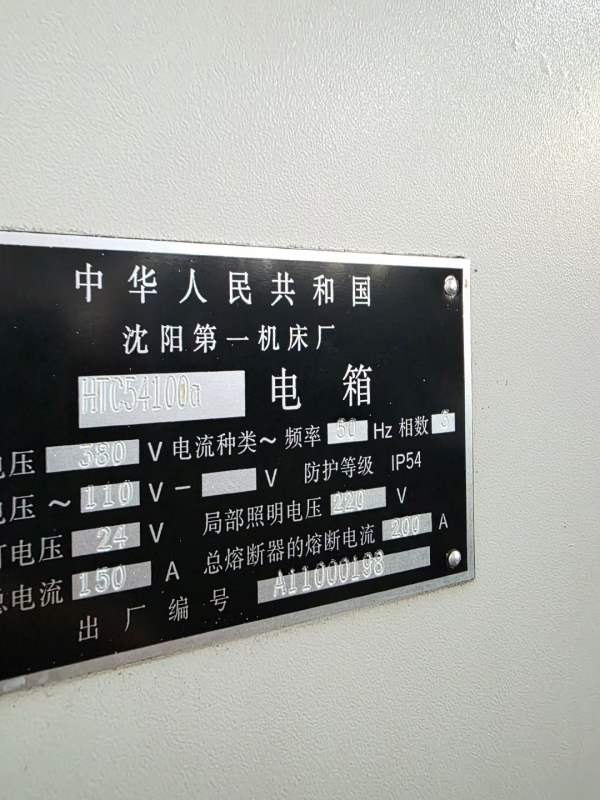 中华人民共和国
沈阳第一机床厂
HTC54100a 电箱
电压 380 V 电流种类~ 频率 50 Hz 相数 3
电压~ 110 V — V 防护等级 IP54
灯电压 24 V 局部照明电压 220 V
总电流 150 A 总熔断器的熔断电流 200 A
出厂编号 A11000198